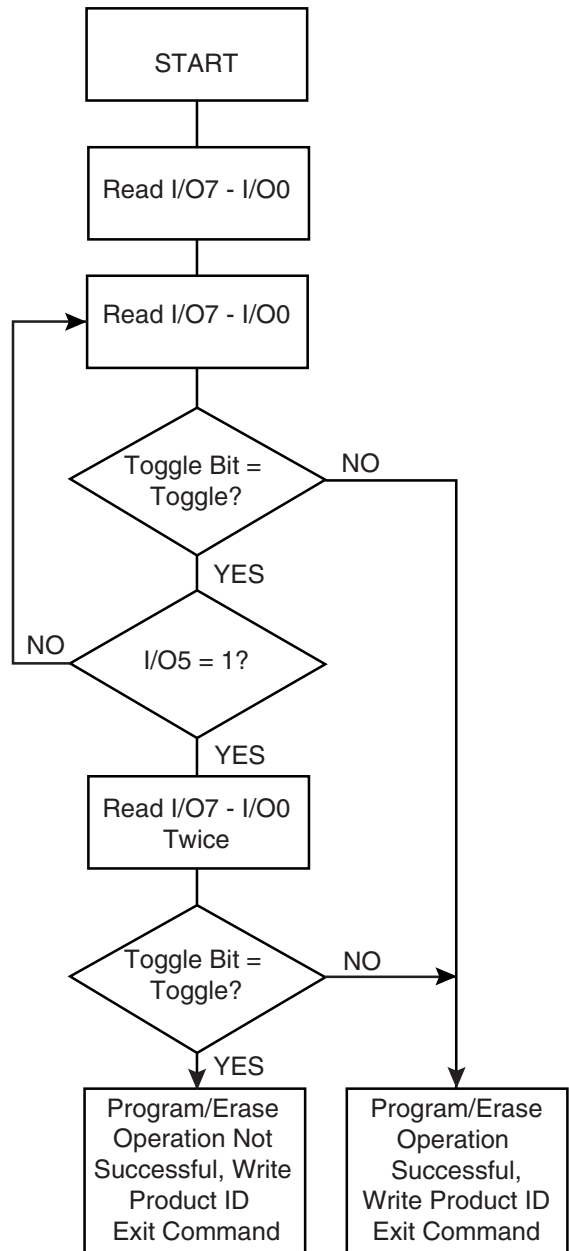 START
Read I/O7 - I/O0
Read I/O7 - I/O0
Toggle Bit =
Toggle?
NO
YES
NO
I/O5 = 1?
YES
Read I/O7 - I/O0
Twice
Toggle Bit =
Toggle?
NO
YES
Program/Erase
Operation Not
Successful, Write
Product ID
Exit Command
Program/Erase
Operation
Successful,
Write Product ID
Exit Command